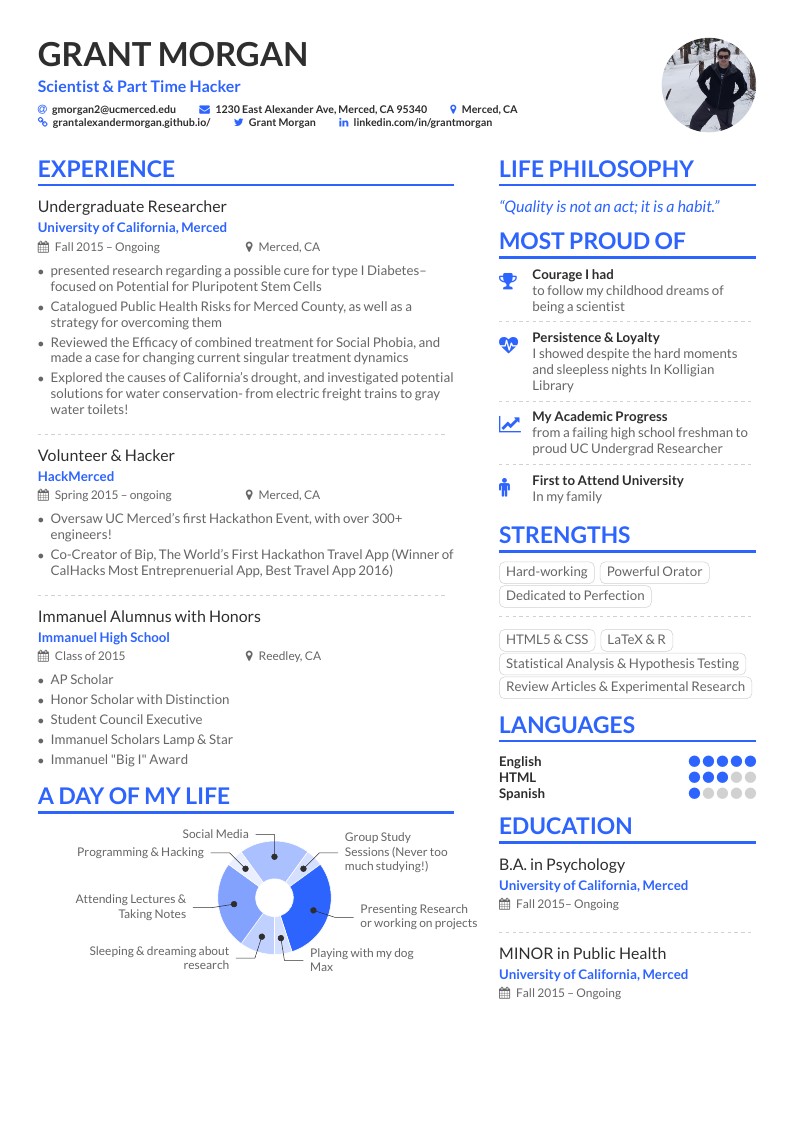 GRANT MORGAN
Scientist & Part Time Hacker
gmorgan2@ucmerced.edu 1230 East Alexander Ave, Merced, CA 95340 Merced, CA
grantalexandermorgan.github.io/ Grant Morgan linkedin.com/in/grantmorgan
EXPERIENCE
Undergraduate Researcher
University of California, Merced
Fall 2015 – Ongoing Merced, CA
• presented research regarding a possible cure for type I Diabetes–
focused on Potential for Pluripotent Stem Cells
• Catalogued Public Health Risks for Merced County, as well as a
strategy for overcoming them
• Reviewed the Efficacy of combined treatment for Social Phobia, and
made a case for changing current singular treatment dynamics
• Explored the causes of California's drought, and investigated potential
solutions for water conservation- from electric freight trains to gray
water toilets!
Volunteer & Hacker
HackMerced
Spring 2015 – ongoing Merced, CA
• Oversaw UC Merced's first Hackathon Event, with over 300+
engineers!
• Co-Creator of Bip, The World's First Hackathon Travel App (Winner of
CalHacks Most Entreprenuerial App, Best Travel App 2016)
Immanuel Alumnus with Honors
Immanuel High School
Class of 2015 Reedley, CA
• AP Scholar
• Honor Scholar with Distinction
• Student Council Executive
• Immanuel Scholars Lamp & Star
• Immanuel "Big I" Award
A DAY OF MY LIFE
Social Media
Programming & Hacking
Attending Lectures &
Taking Notes
Sleeping & dreaming about
research
Group Study
Sessions (Never too
much studying!)
Presenting Research
or working on projects
Playing with my dog
Max
LIFE PHILOSOPHY
“Quality is not an act; it is a habit.”
MOST PROUD OF
Courage I had
to follow my childhood dreams of
being a scientist
Persistence & Loyalty
I showed despite the hard moments
and sleepless nights In Kolligian
Library
My Academic Progress
from a failing high school freshman to
proud UC Undergrad Researcher
First to Attend University
In my family
STRENGTHS
Hard-working Powerful Orator
Dedicated to Perfection
HTML5 & CSS LaTeX & R
Statistical Analysis & Hypothesis Testing
Review Articles & Experimental Research
LANGUAGES
English
HTML
Spanish
EDUCATION
B.A. in Psychology
University of California, Merced
Fall 2015– Ongoing
MINOR in Public Health
University of California, Merced
Fall 2015 – Ongoing